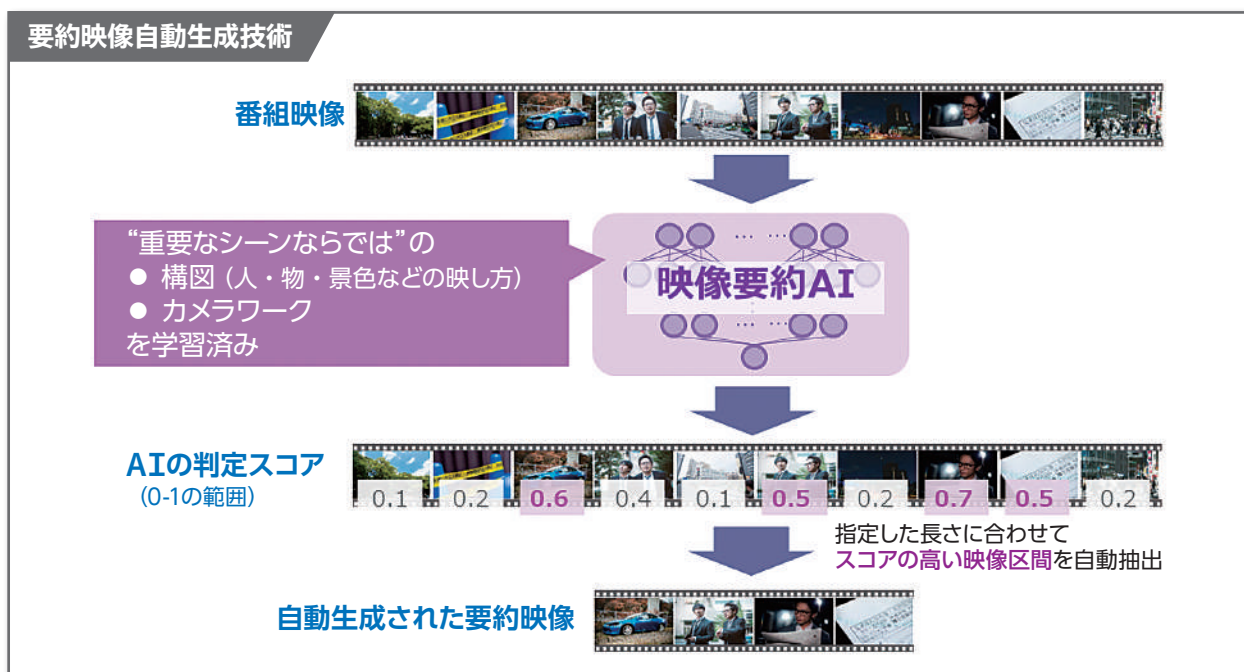 要約映像自動生成技術
番組映像
“重要なシーンならでは”の
● 構図（人・物・景色などの映し方）
● カメラワーク
を学習済み
… …
映像要約AI
… …
AIの判定スコア
（0-1の範囲）
0.1 0.2 0.6 0.4 0.1 0.5 0.2 0.7 0.5 0.2
指定した長さに合わせて
スコアの高い映像区間を自動抽出
自動生成された要約映像